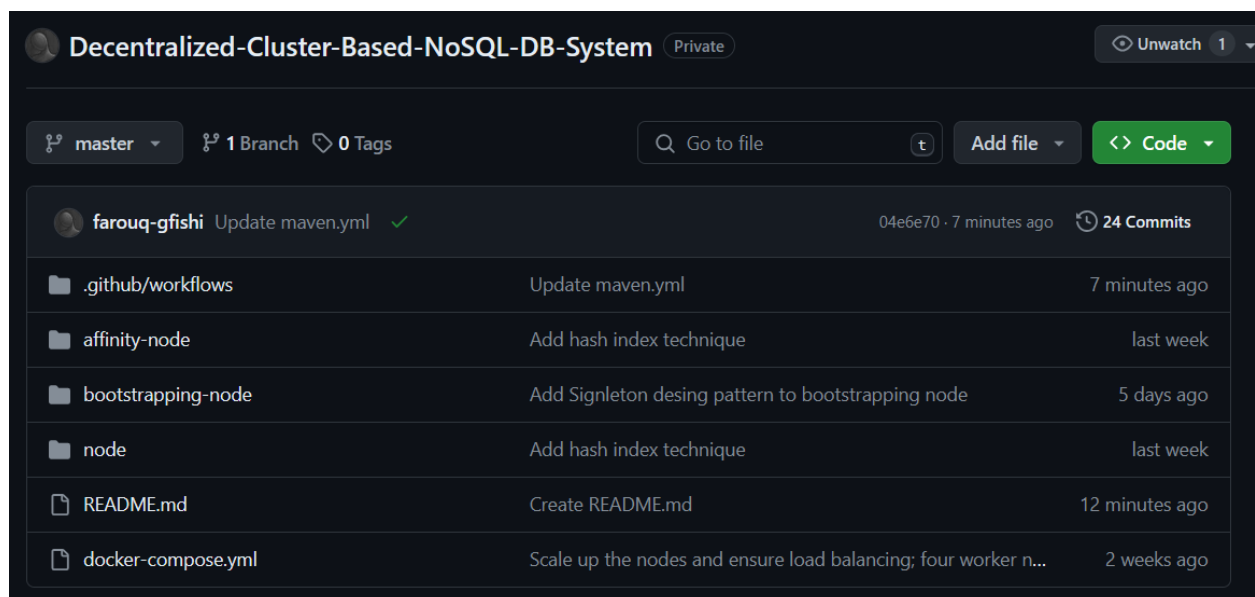 Decentralized-Cluster-Based-NoSQL-DB-System Private Unwatch 1
master 1 Branch 0 Tags Go to file t Add file Code
farouq-gfishi Update maven.yml 04e6e70 · 7 minutes ago 24 Commits
.github/workflows Update maven.yml 7 minutes ago
affinity-node Add hash index technique last week
bootstrapping-node Add Signleton desing pattern to bootstrapping node 5 days ago
node Add hash index technique last week
README.md Create README.md 12 minutes ago
docker-compose.yml Scale up the nodes and ensure load balancing; four worker n... 2 weeks ago